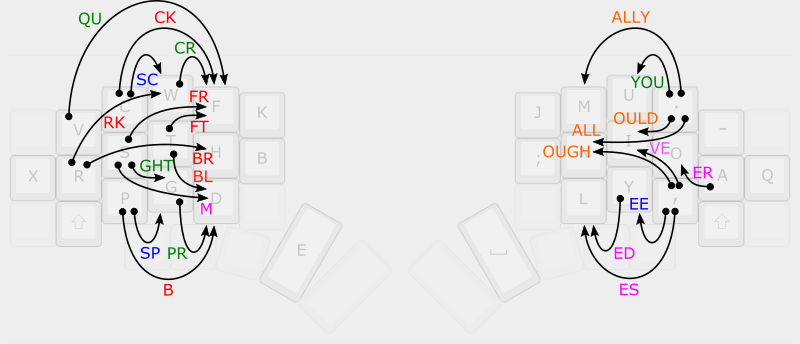 QU CK ALLY
CR
SC YOU
W U
C F J M .
FR
V RK K OULD -
FT ALL
T I
S H BR B ; OUGH VE O
X R GHT A Q
BL ER
G Y
P D L ,
M EE
E
SP PR ED
B ES